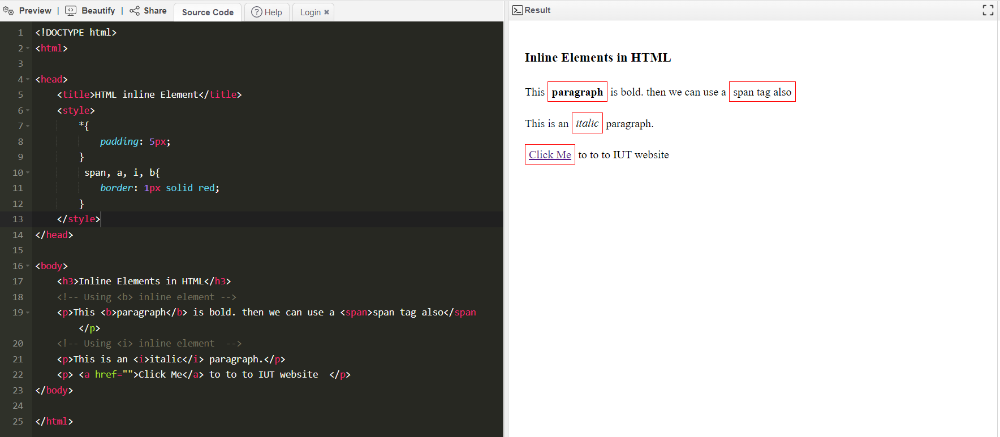 Preview | Beautify | Share Source Code Help Login ×
1 <!DOCTYPE html>
2 <html>
3
4 <head>
5 <title>HTML inline Element</title>
6 <style>
7 *{
8 padding: 5px;
9 }
10 span, a, i, b{
11 border: 1px solid red;
12 }
13 </style>
14 </head>
15
16 <body>
17 <h3>Inline Elements in HTML</h3>
18 <!-- Using <b> inline element -->
19 <p>This <b>paragraph</b> is bold. then we can use a <span>span tag also</span
</p>
20 <!-- Using <i> inline element  -->
21 <p>This is an <i>italic</i> paragraph.</p>
22 <p> <a href="">Click Me</a> to to to IUT website  </p>
23 </body>
24
25 </html>
Result
Inline Elements in HTML
This paragraph is bold. then we can use a span tag also
This is an italic paragraph.
Click Me to to to IUT website